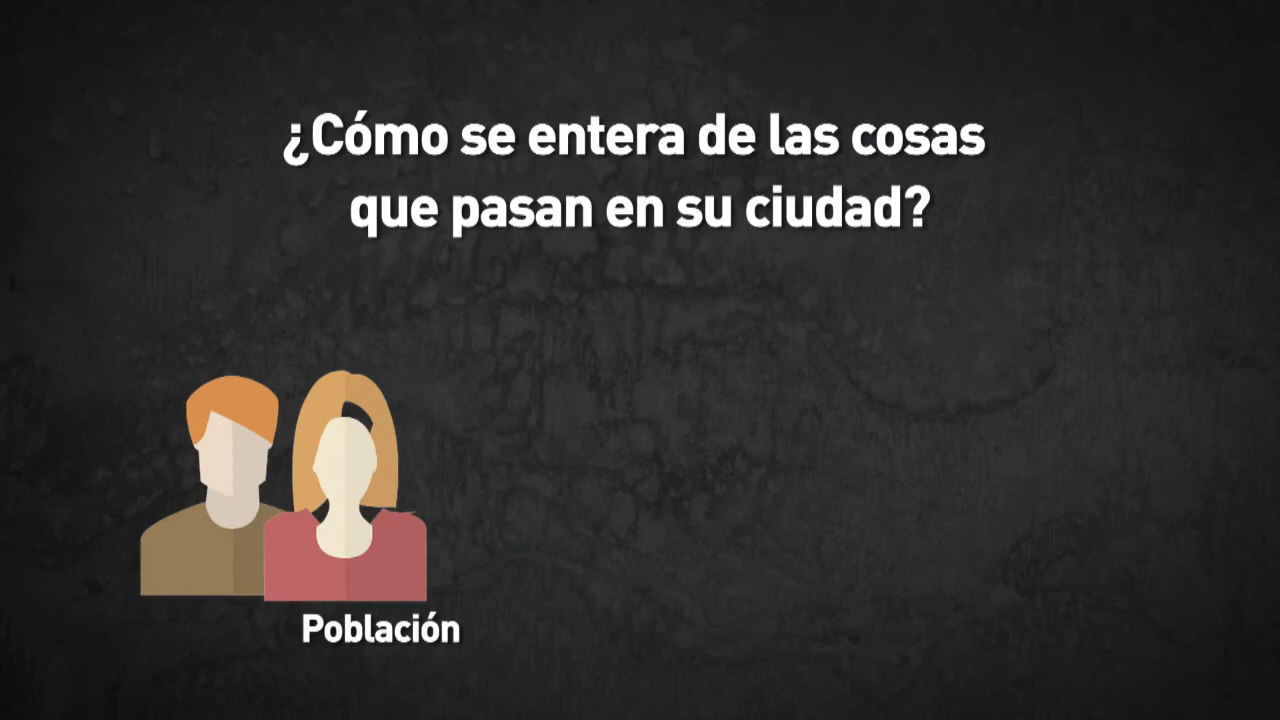 ¿Cómo se entera de las cosas
que pasan en su ciudad?
Población